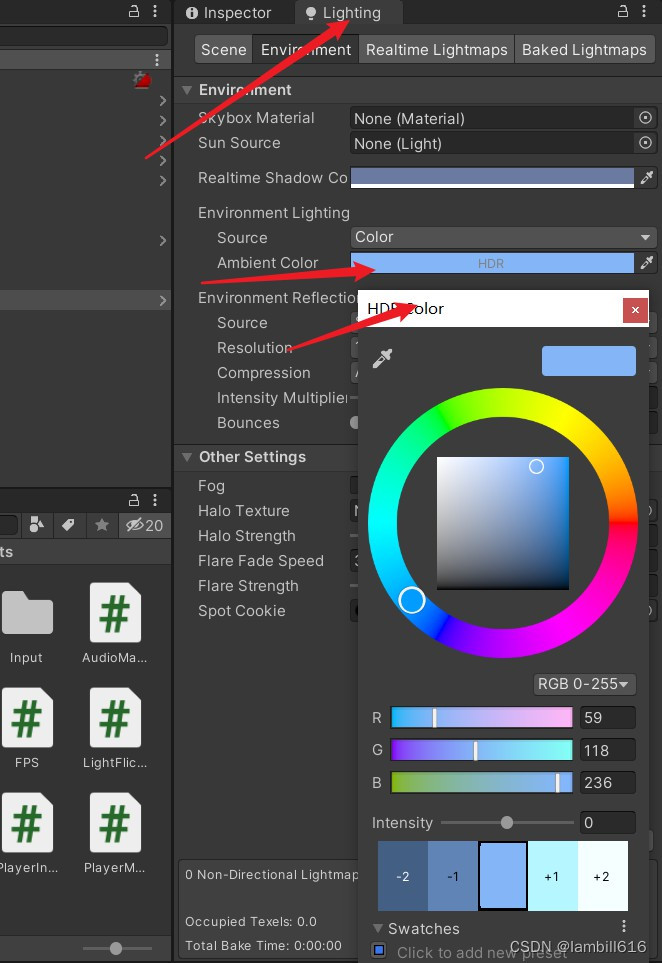 Inspector
Lighting
Scene
Environment
Realtime Lightmaps
Baked Lightmaps
Environment
Skybox Material
None (Material)
Sun Source
None (Light)
Realtime Shadow Co
Environment Lighting
Source
Color
Ambient Color
HDR
Environment Reflectio
Source
Resolution
Compression
Intensity Multiplier
Bounces
Other Settings
Fog
Halo Texture
Halo Strength
Flare Fade Speed
Flare Strength
Spot Cookie
HDR Color
RGB 0-255
R 59
G 118
B 236
Intensity 0
-2 -1 +1 +2
Swatches
Click to add new preset
20
ts
Input
AudioMa...
FPS
LightFlic...
PlayerIn...
PlayerM...
0 Non-Directional Lightmap
Occupied Texels: 0.0
Total Bake Time: 0:00:00
CSDN @lambill616